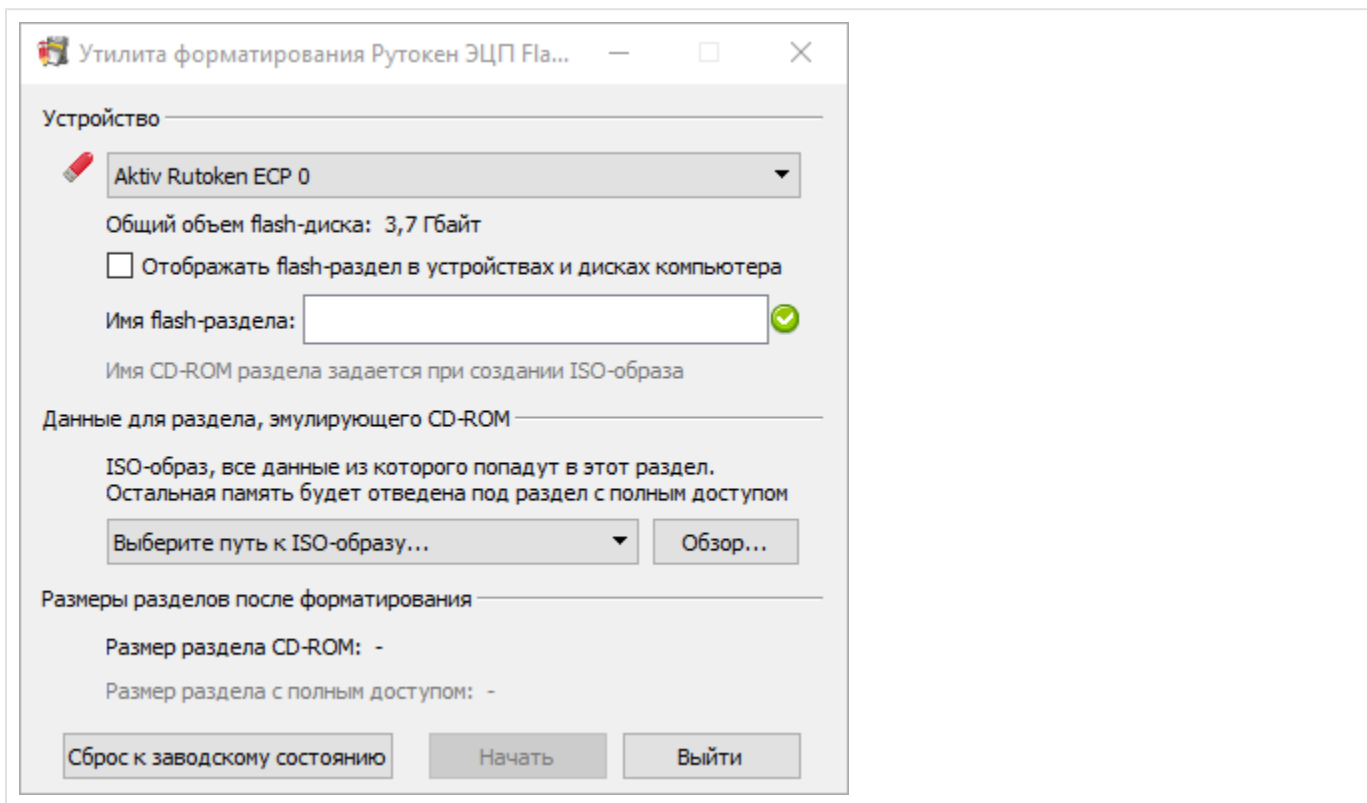 Утилита форматирования Рутокен ЭЦП Fla...
Устройство
Aktiv Rutoken ECP 0
Общий объем flash-диска: 3,7 Гбайт
Отображать flash-раздел в устройствах и дисках компьютера
Имя flash-раздела:
Имя CD-ROM раздела задается при создании ISO-образа
Данные для раздела, эмулирующего CD-ROM
ISO-образ, все данные из которого попадут в этот раздел.
Остальная память будет отведена под раздел с полным доступом
Выберите путь к ISO-образу... Обзор...
Размеры разделов после форматирования
Размер раздела CD-ROM: -
Размер раздела с полным доступом: -
Сброс к заводскому состоянию Начать Выйти